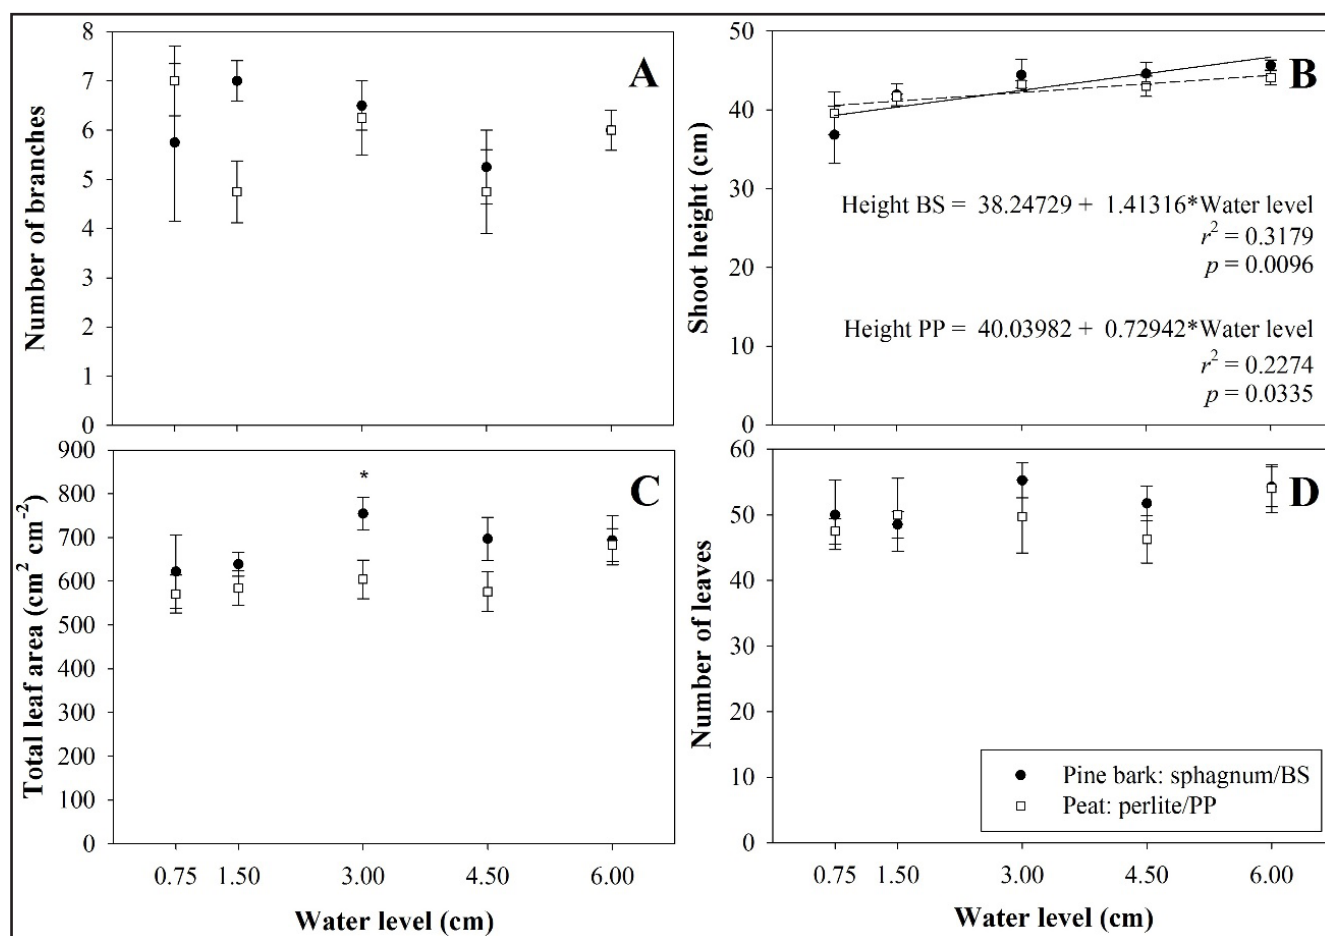 8
7
6
5
4
3
2
1
0
Number of branches
A
50
40
30
20
10
0
Shoot height (cm)
B
Height BS = 38.24729 + 1.41316*Water level
r² = 0.3179
p = 0.0096
Height PP = 40.03982 + 0.72942*Water level
r² = 0.2274
p = 0.0335
900
800
700
600
500
400
300
200
100
0
Total leaf area (cm² cm⁻²)
*
C
0.75 1.50 3.00 4.50 6.00
Water level (cm)
60
50
40
30
20
10
0
Number of leaves
D
Pine bark: sphagnum/BS
Peat: perlite/PP
0.75 1.50 3.00 4.50 6.00
Water level (cm)